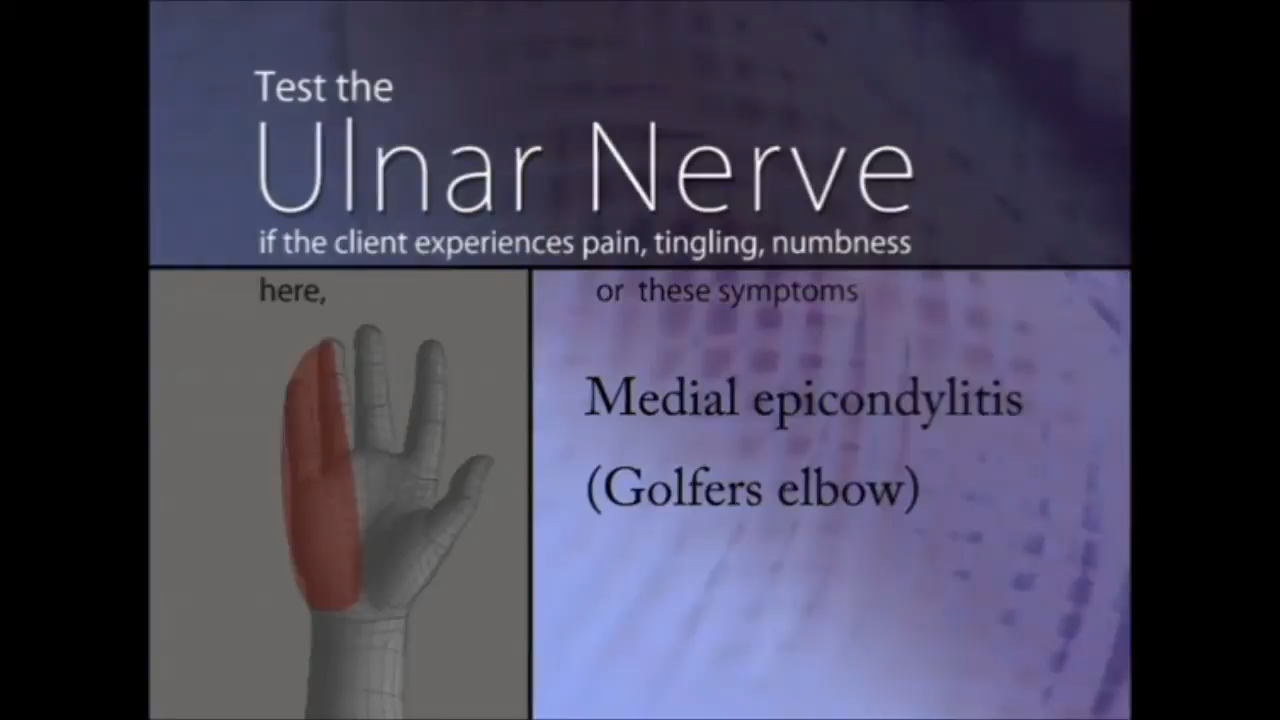 Test the
Ulnar Nerve
if the client experiences pain, tingling, numbness
here,
or these symptoms
Medial epicondylitis
(Golfers elbow)